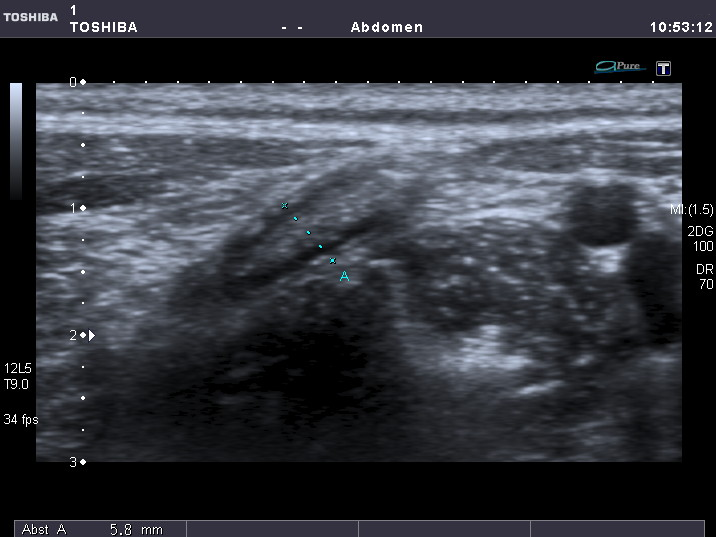 TOSHIBA
1
TOSHIBA
- -
Abdomen
10:53:12
Pure
T
0
1
MI:(1.5)
2DG
100
DR
70
A
2
12L5
T9.0
34 fps
3
Abst A 5.8 mm